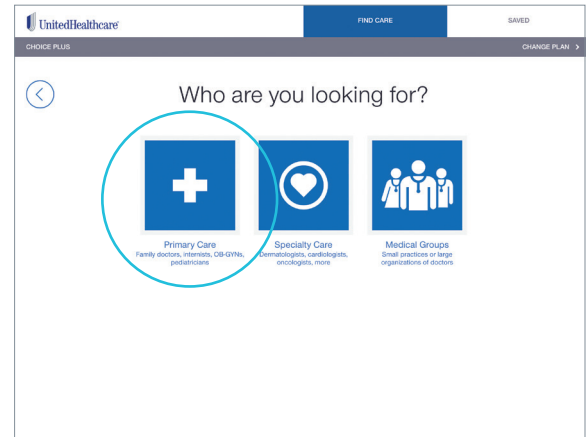 UnitedHealthcare
FIND CARE
SAVED
CHOICE PLUS
CHANGE PLAN >
Who are you looking for?
Primary Care
Family doctors, internists, OB-GYNs,
pediatricians
Specialty Care
Dermatologists, cardiologists,
oncologists, more
Medical Groups
Small practices or large
organizations of doctors